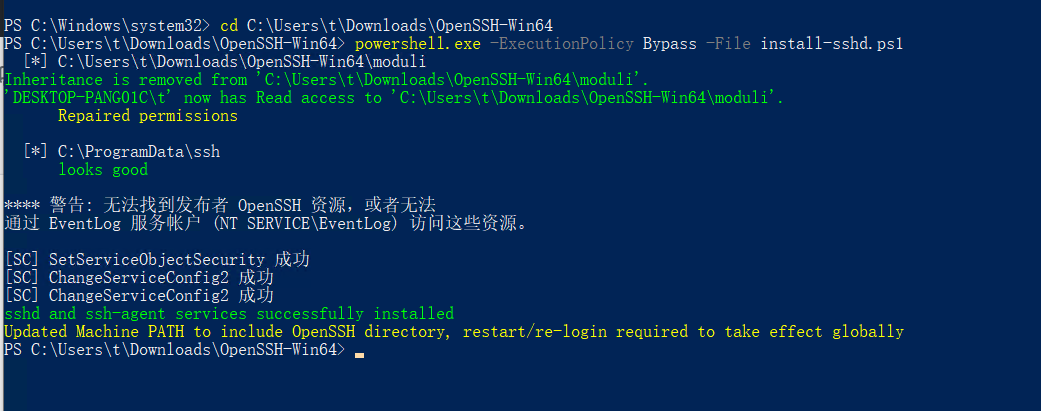 PS C:\Windows\system32> cd C:\Users\t\Downloads\OpenSSH-Win64
PS C:\Users\t\Downloads\OpenSSH-Win64> powershell.exe -ExecutionPolicy Bypass -File install-sshd.ps1
[*] C:\Users\t\Downloads\OpenSSH-Win64\moduli
Inheritance is removed from 'C:\Users\t\Downloads\OpenSSH-Win64\moduli'.
'DESKTOP-PANG01C\t' now has Read access to 'C:\Users\t\Downloads\OpenSSH-Win64\moduli'.
Repaired permissions
[*] C:\ProgramData\ssh
looks good
**** 警告: 无法找到发布者 OpenSSH 资源，或者无法
通过 EventLog 服务帐户 (NT SERVICE\EventLog) 访问这些资源。
[SC] SetServiceObjectSecurity 成功
[SC] ChangeServiceConfig2 成功
[SC] ChangeServiceConfig2 成功
sshd and ssh-agent services successfully installed
Updated Machine PATH to include OpenSSH directory, restart/re-login required to take effect globally
PS C:\Users\t\Downloads\OpenSSH-Win64>